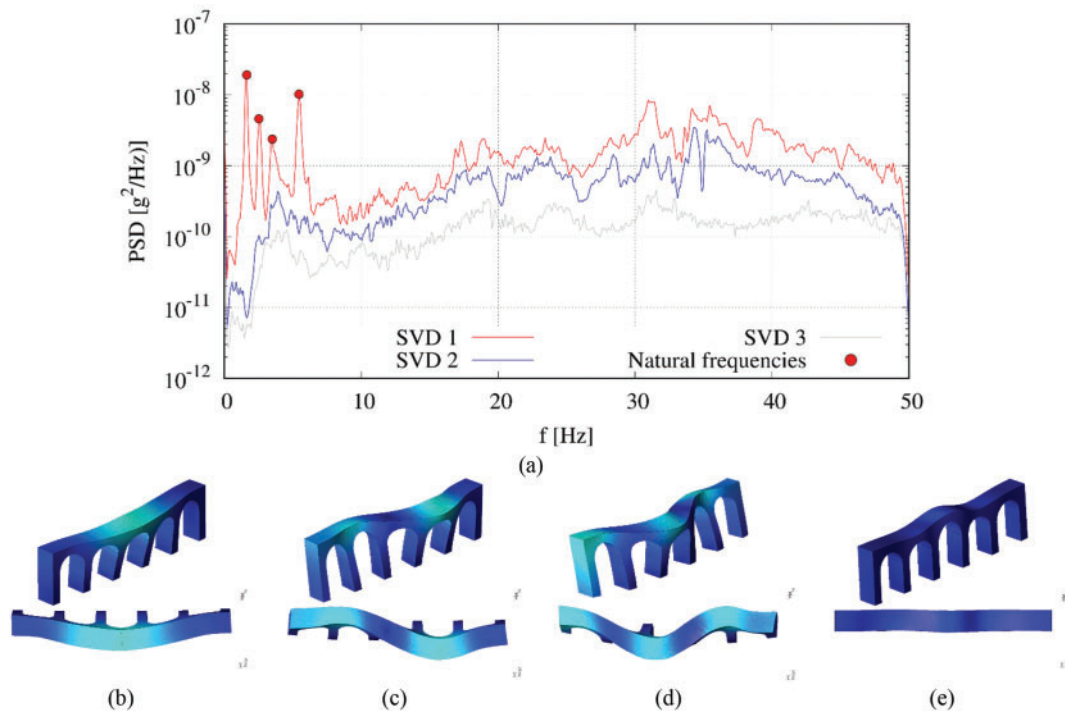 10^-7
10^-8
10^-9
10^-10
10^-11
10^-12
PSD [g^2/Hz)]
0 10 20 30 40 50
f [Hz]
SVD 1
SVD 2
SVD 3
Natural frequencies
(a)
(b) (c) (d) (e)